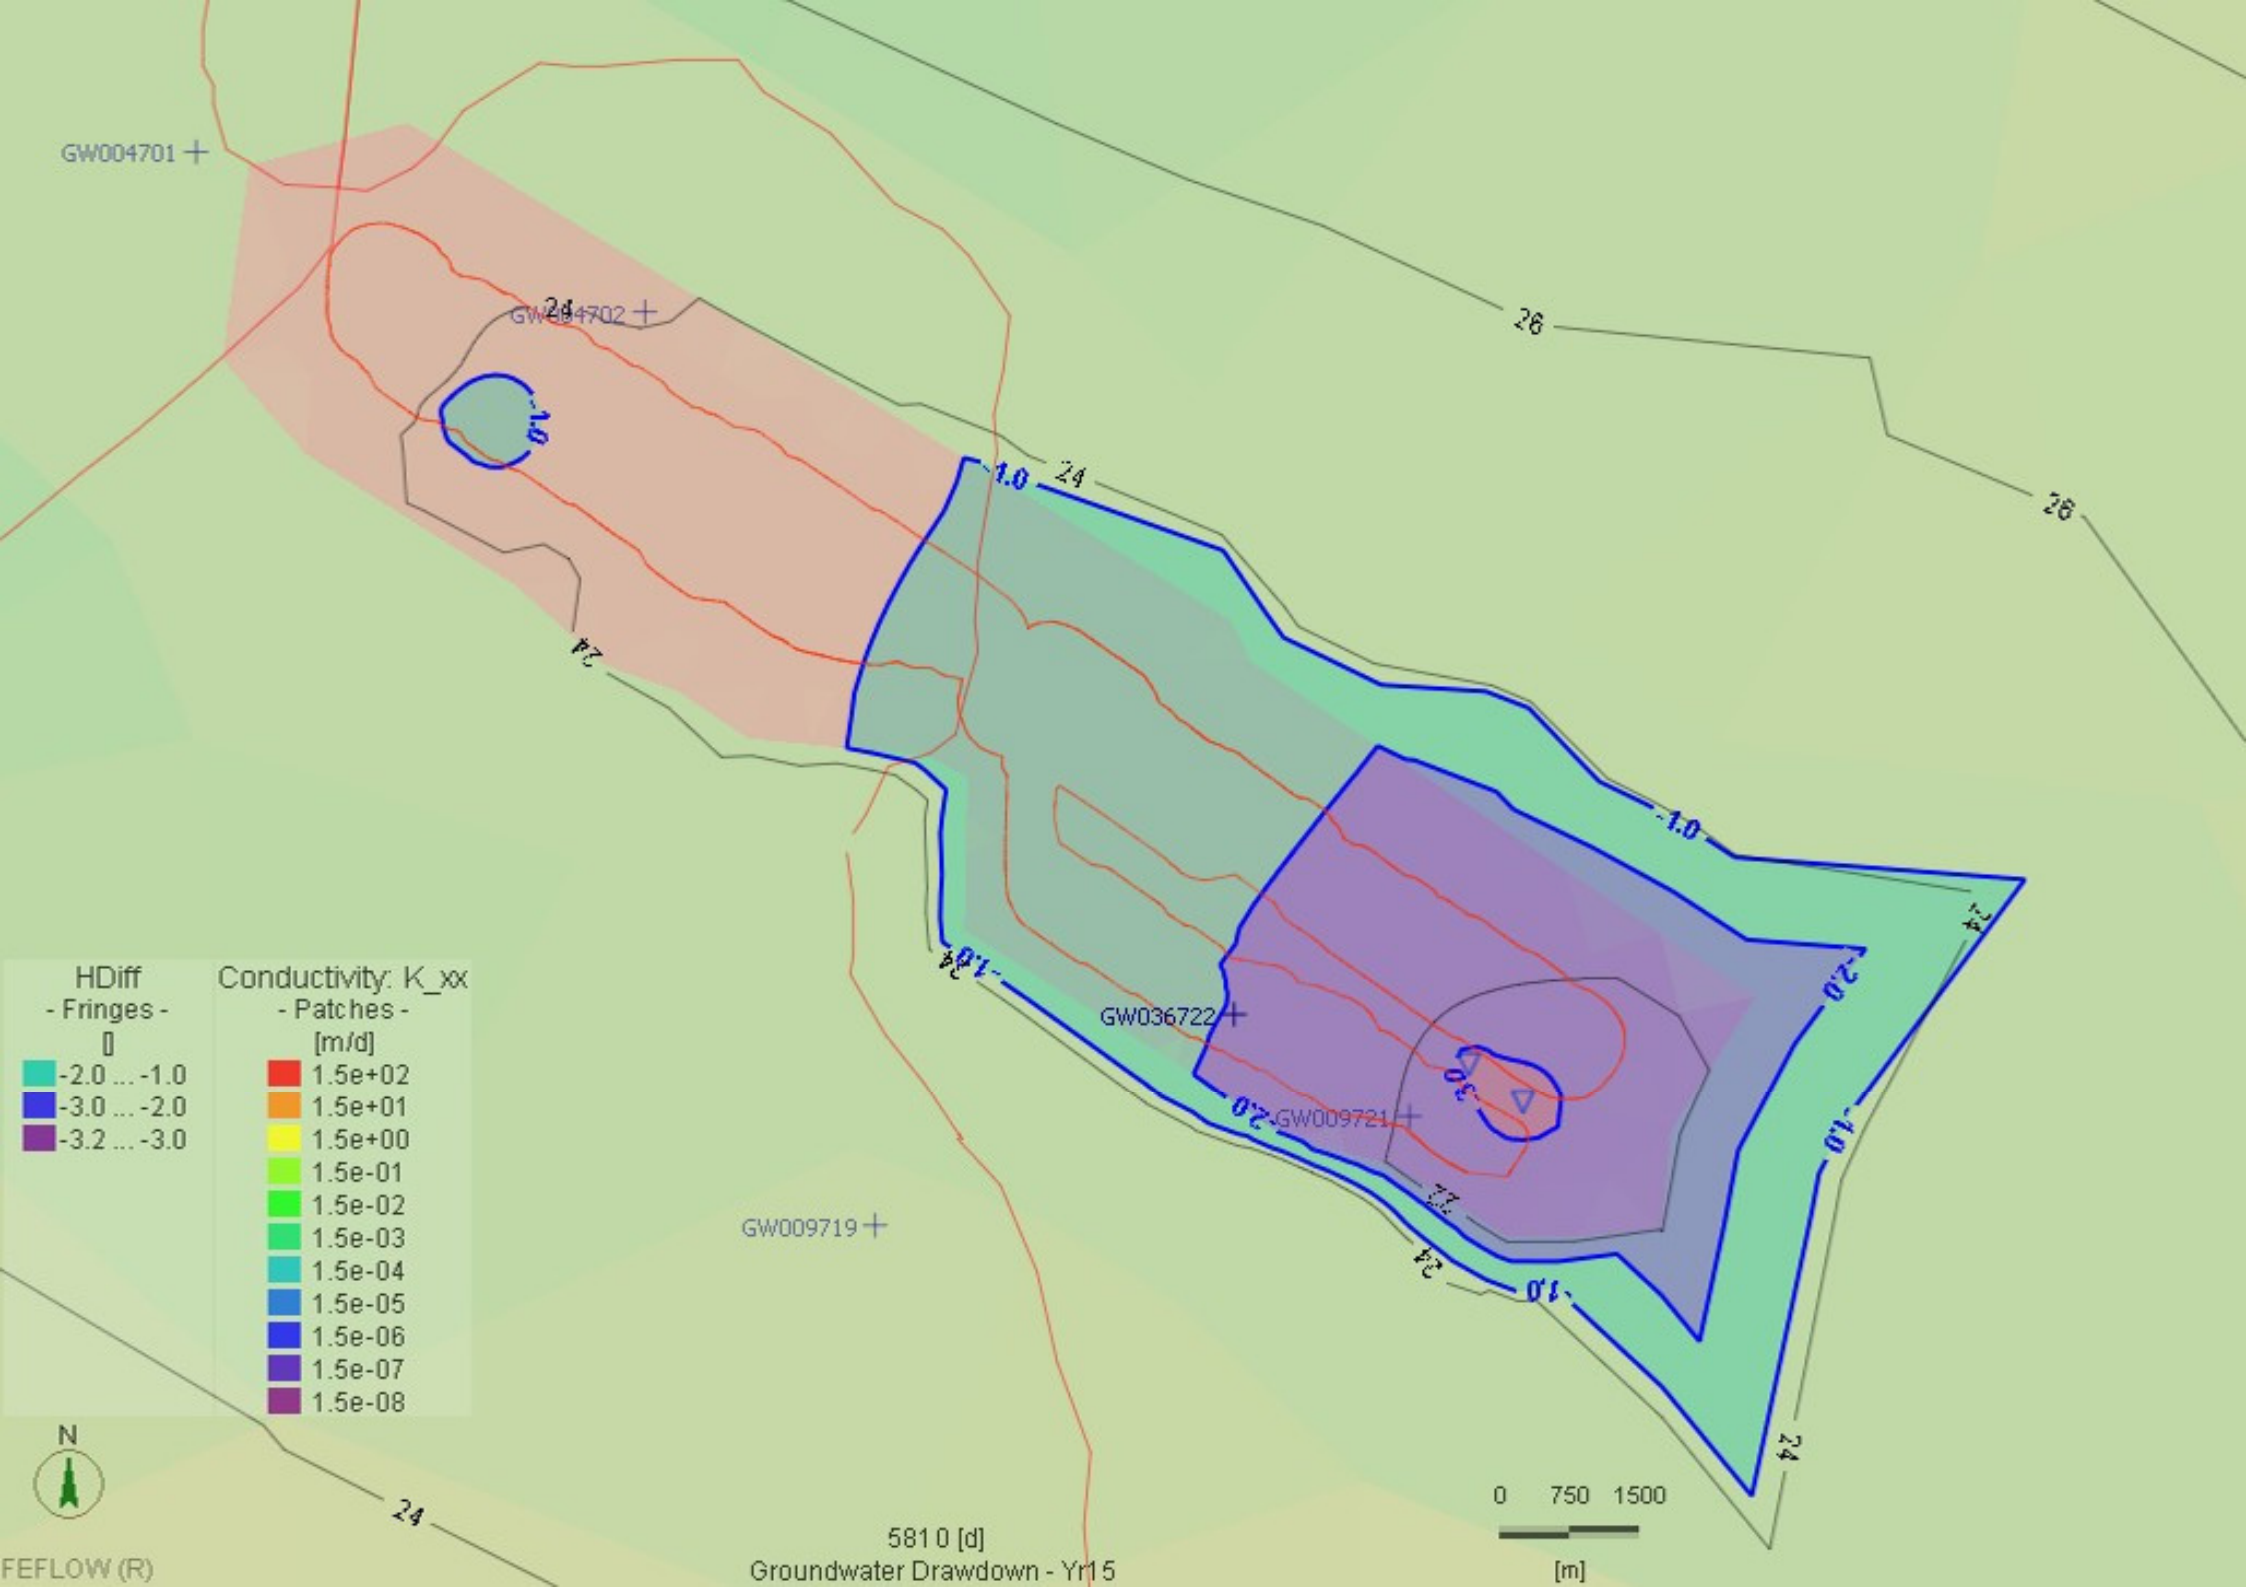 GW004701
24
GW004702
26
-1.0
-1.0
24
26
24
-1.0
24
-1.0
24
-2.0
GW036722
-3.0
-2.0
GW009721
-1.0
22
GW009719
24
-1.0
24
24
HDiff
- Fringes -
[]
-2.0 ... -1.0
-3.0 ... -2.0
-3.2 ... -3.0
Conductivity: K_xx
- Patches -
[m/d]
1.5e+02
1.5e+01
1.5e+00
1.5e-01
1.5e-02
1.5e-03
1.5e-04
1.5e-05
1.5e-06
1.5e-07
1.5e-08
N
0 750 1500
[m]
5810 [d]
Groundwater Drawdown - Yr15
FEFLOW (R)